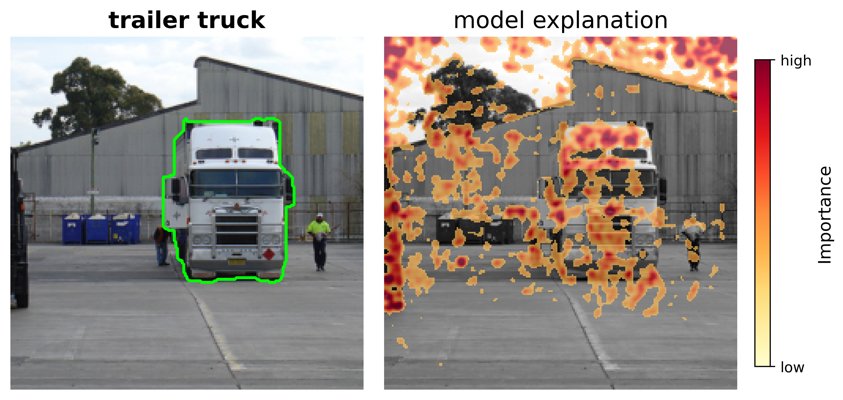 trailer truck
model explanation
high
Importance
low